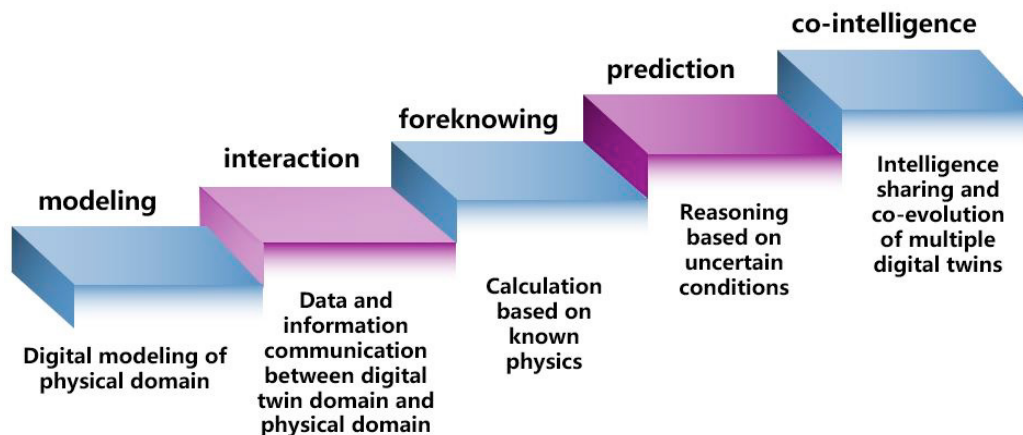 modeling
Digital modeling of
physical domain
interaction
Data and
information
communication
between digital
twin domain and
physical domain
foreknowing
Calculation
based on
known
physics
prediction
Reasoning
based on
uncertain
conditions
co-intelligence
Intelligence
sharing and
co-evolution
of multiple
digital twins